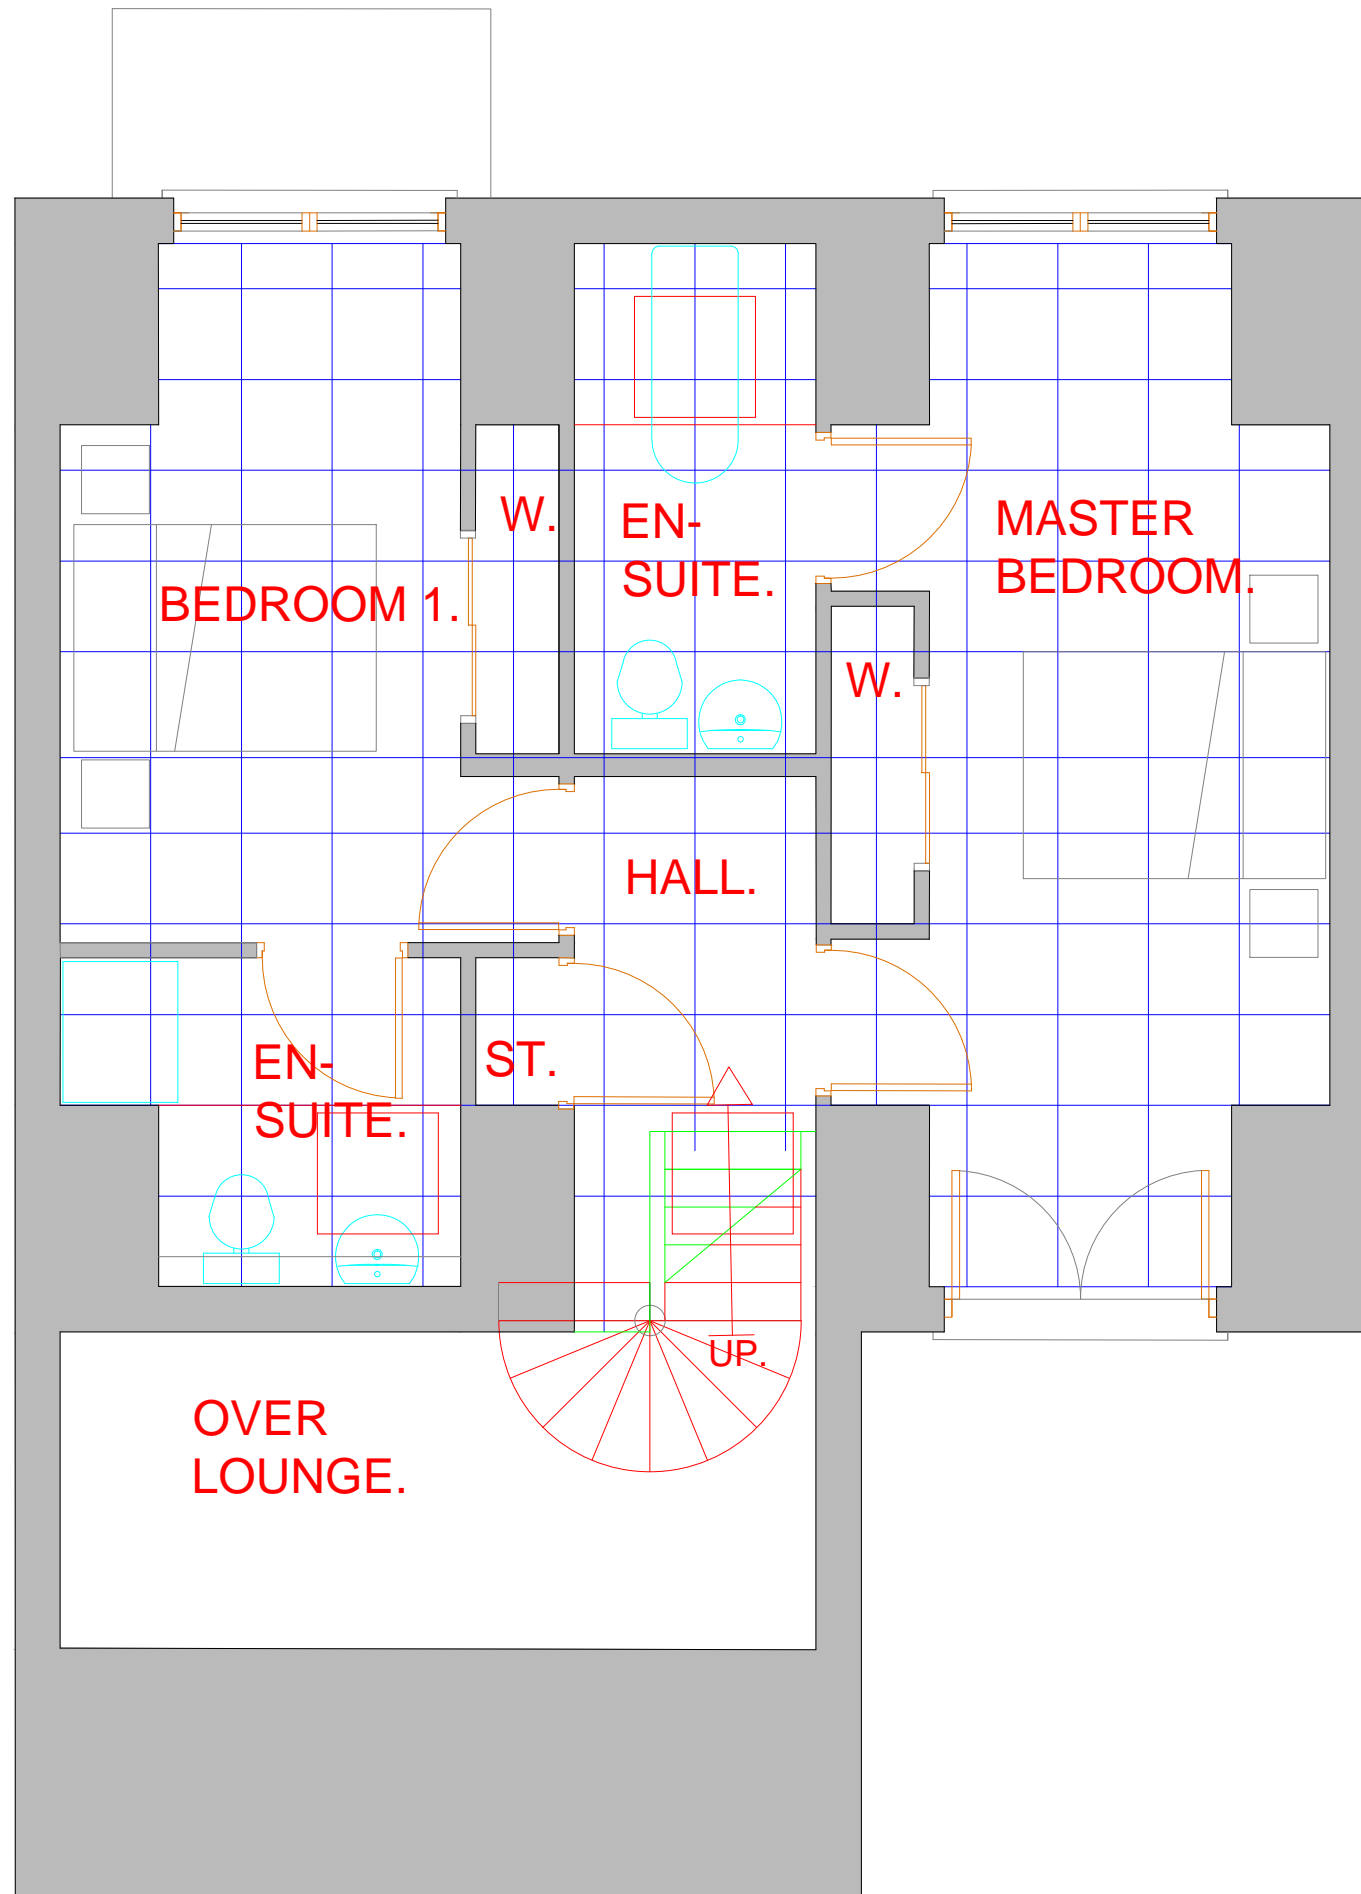 W.
EN-
SUITE.
MASTER
BEDROOM.
BEDROOM 1.
W.
HALL.
EN-
SUITE.
ST.
UP.
OVER
LOUNGE.